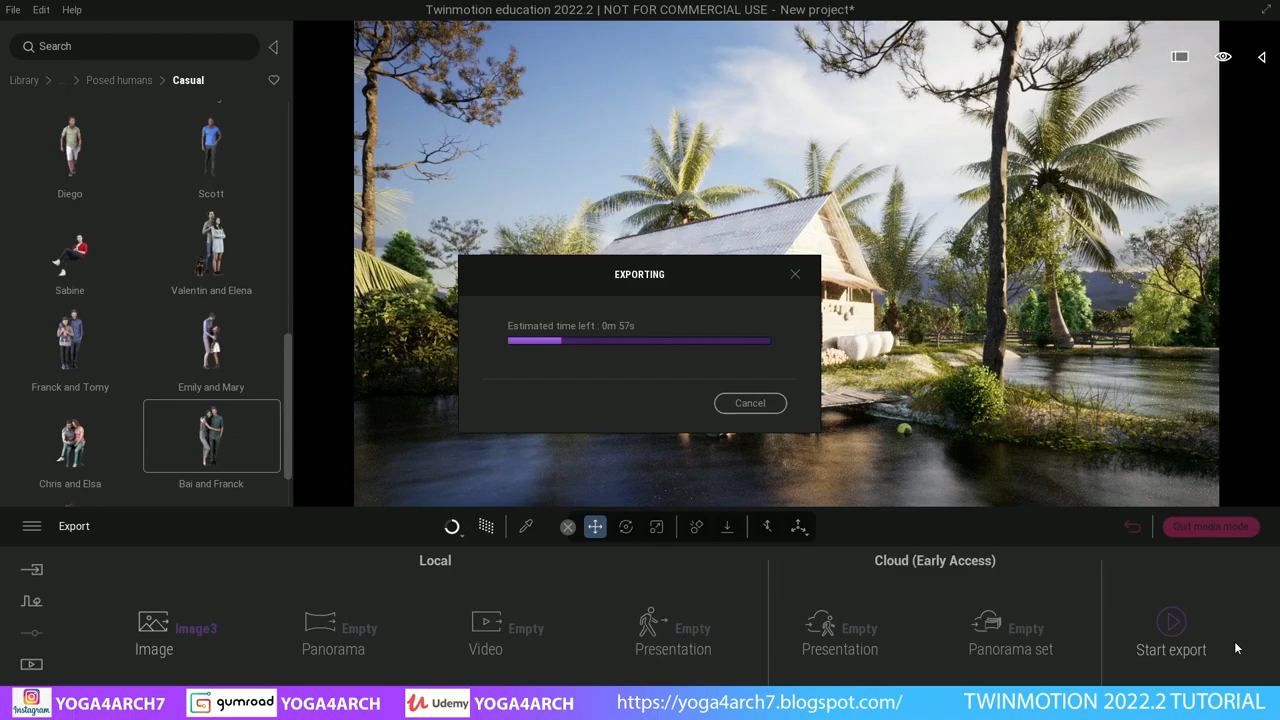 File Edit Help
Twinmotion education 2022.2 | NOT FOR COMMERCIAL USE - New project*
Search
Library > ... > Posed humans > Casual
Diego
Scott
Sabine
Valentin and Elena
Franck and Tomy
Emily and Mary
Chris and Elsa
Bai and Franck
EXPORTING
Estimated time left : 0m 57s
Cancel
Export
Quit media mode
Local
Cloud (Early Access)
Image3
Image
Empty
Panorama
Empty
Video
Empty
Presentation
Empty
Presentation
Empty
Panorama set
Start export
Instagram YOGA4ARCH7 gumroad YOGA4ARCH Udemy YOGA4ARCH https://yoga4arch7.blogspot.com/ TWINMOTION 2022.2 TUTORIAL